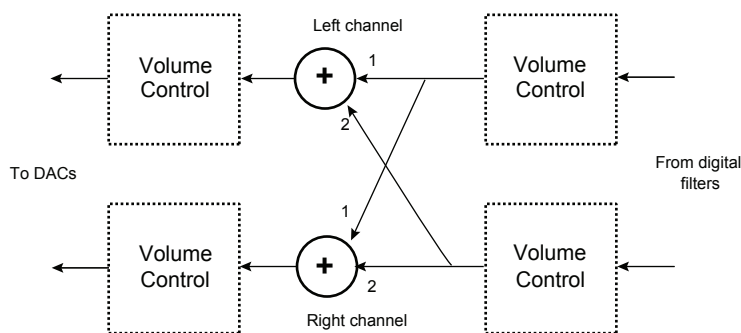 Left channel
Volume
Control
+
1
Volume
Control
2
To DACs
From digital
filters
1
Volume
Control
+
2
Volume
Control
Right channel